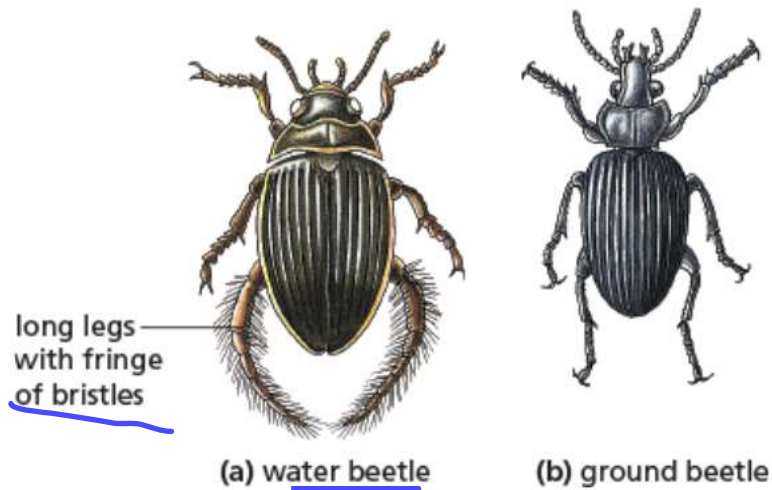 long legs
with fringe
of bristles
(a) water beetle
(b) ground beetle